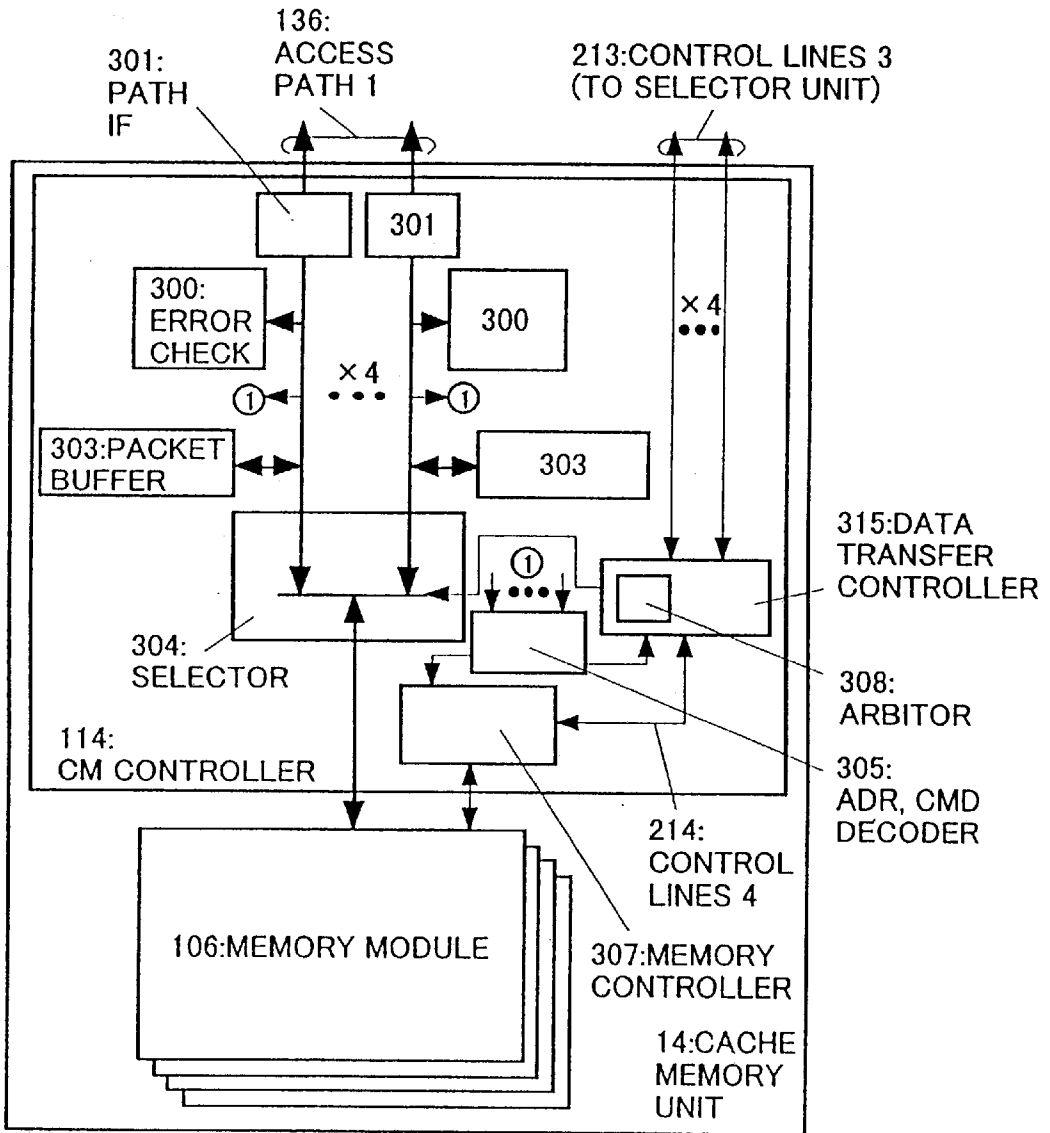 136:
ACCESS
PATH 1
301:
PATH
IF
213:CONTROL LINES 3
(TO SELECTOR UNIT)
301
300:
ERROR
CHECK
300
×4
×4
①
①
303:PACKET
BUFFER
303
①
315:DATA
TRANSFER
CONTROLLER
304:
SELECTOR
308:
ARBITOR
114:
CM CONTROLLER
305:
ADR, CMD
DECODER
214:
CONTROL
LINES 4
106:MEMORY MODULE
307:MEMORY
CONTROLLER
14:CACHE
MEMORY
UNIT